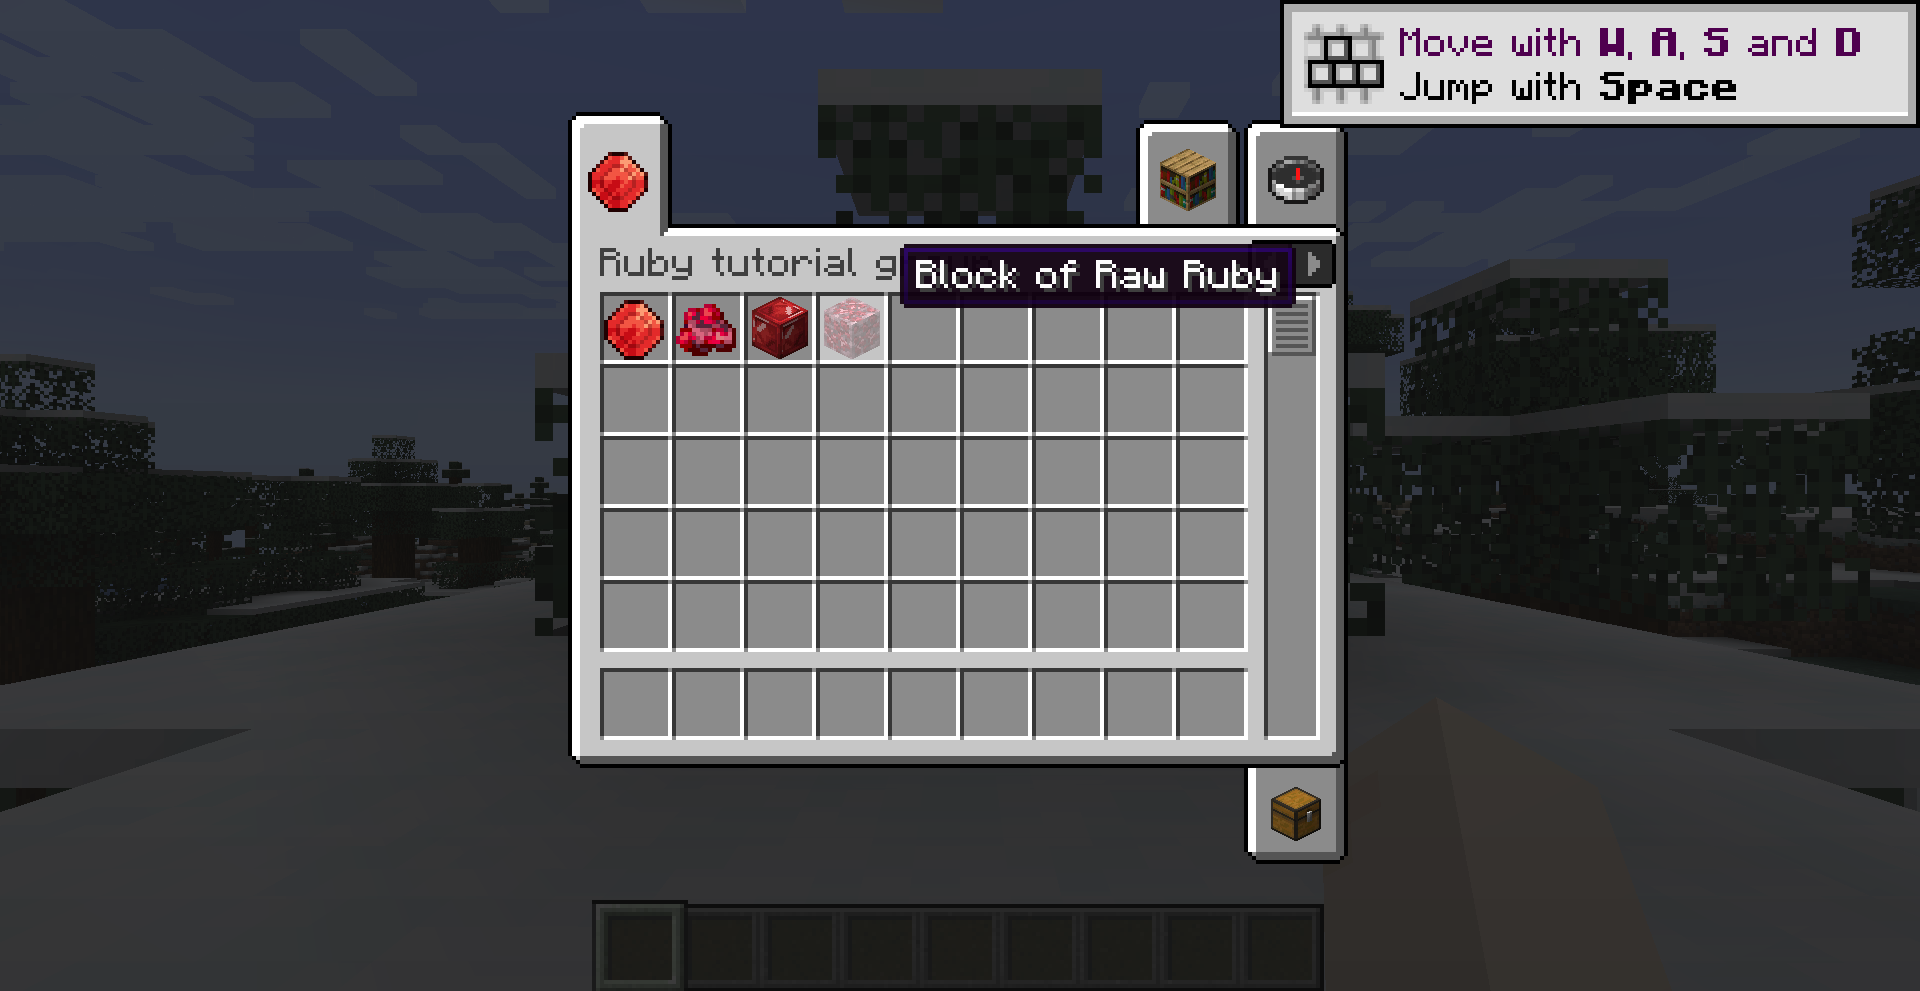 Move with W, A, S and D
Jump with Space
Ruby tutorial g
Block of Raw Ruby